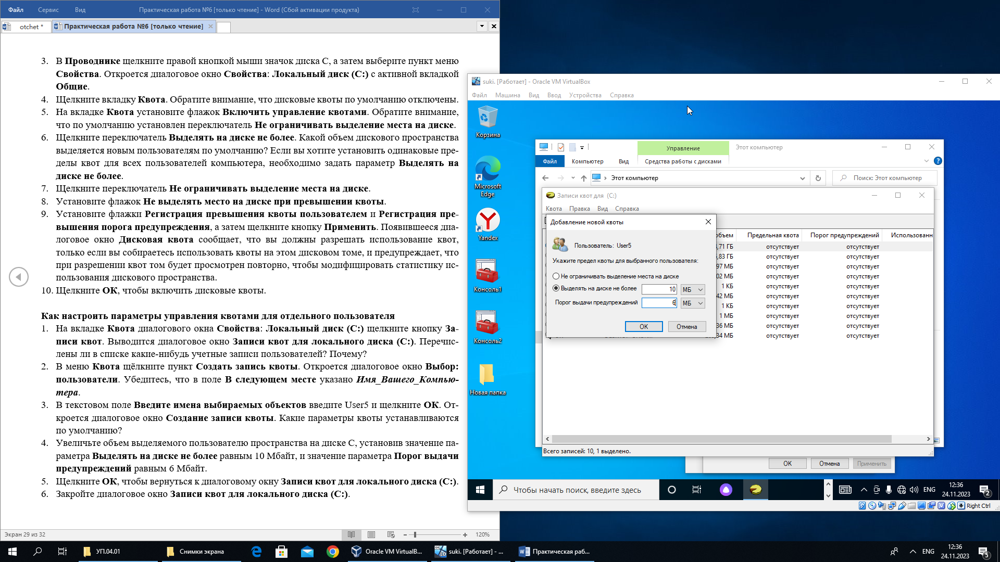 Файл Сервис Вид Практическая работа №6 [только чтение] - Word (Сбой активации продукта)
otchet * Практическая работа №6 [только чтение]
3. В Проводнике щелкните правой кнопкой мыши значок диска C, а затем выберите пункт меню
Свойства. Откроется диалоговое окно Свойства: Локальный диск (C:) с активной вкладкой
Общие.
4. Щелкните вкладку Квота. Обратите внимание, что дисковые квоты по умолчанию отключены.
5. На вкладке Квота установите флажок Включить управление квотами. Обратите внимание,
что по умолчанию установлен переключатель Не ограничивать выделение места на диске.
6. Щелкните переключатель Выделять на диске не более. Какой объем дискового пространства
выделяется новым пользователям по умолчанию? Если вы хотите установить одинаковые пре-
делы квот для всех пользователей компьютера, необходимо задать параметр Выделять на
диске не более.
7. Щелкните переключатель Не ограничивать выделение места на диске.
8. Установите флажок Не выделять место на диске при превышении квоты.
9. Установите флажки Регистрация превышения квоты пользователем и Регистрация пре-
вышения порога предупреждения, а затем щелкните кнопку Применить. Появившееся диа-
логовое окно Дисковая квота сообщает, что вы должны разрешать использование квот,
только если вы собираетесь использовать квоты на этом дисковом томе, и предупреждает, что
при разрешении квот том будет просмотрен повторно, чтобы модифицировать статистику ис-
пользования дискового пространства.
10. Щелкните ОК, чтобы включить дисковые квоты.
Как настроить параметры управления квотами для отдельного пользователя
1. На вкладке Квота диалогового окна Свойства: Локальный диск (C:) щелкните кнопку За-
писи квот. Выводится диалоговое окно Записи квот для локального диска (C:). Перечис-
лены ли в списке какие-нибудь учетные записи пользователей? Почему?
2. В меню Квота щёлкните пункт Создать запись квоты. Откроется диалоговое окно Выбор:
пользователи. Убедитесь, что в поле В следующем месте указано Имя_Вашего_Компью-
тера.
3. В текстовом поле Введите имена выбираемых объектов введите User5 и щелкните ОК. От-
кроется диалоговое окно Создание записи квоты. Какие параметры квоты устанавливаются
по умолчанию?
4. Увеличьте объем выделяемого пользователю пространства на диске C, установив значение па-
раметра Выделять на диске не более равным 10 Мбайт, и значение параметра Порог выдачи
предупреждений равным 6 Мбайт.
5. Щелкните ОК, чтобы вернуться к диалоговому окну Записи квот для локального диска (C:).
6. Закройте диалоговое окно Записи квот для локального диска (C:).
Экран 29 из 32 120%
suki. [Работает] - Oracle VM VirtualBox
Файл Машина Вид Ввод Устройства Справка
Корзина
Microsoft
Edge
Yandex
Консоль1
Консоль2
Новая папка
Управление Этот компьютер
Файл Компьютер Вид Средства работы с дисками
Этот компьютер Поиск: Этот компьютер
Записи квот для (C:)
Квота Правка Вид Справка
Добавление новой квоты
Пользователь: User5
Укажите предел квоты для выбранного пользователя:
Не ограничивать выделение места на диске
Выделять на диске не более 10 МБ
Порог выдачи предупреждений 6 МБ
OK Отмена
объем Предельная квота Порог предупреждений Использованн
,71 ГБ отсутствует отсутствует
,83 ГБ отсутствует отсутствует
97 МБ отсутствует отсутствует
02 МБ отсутствует отсутствует
1 КБ отсутствует отсутствует
42 МБ отсутствует отсутствует
1 КБ отсутствует отсутствует
1 МБ отсутствует отсутствует
36 МБ отсутствует отсутствует
84 МБ отсутствует отсутствует
Всего записей: 10, 1 выделено.
OK Отмена Применить
Чтобы начать поиск, введите здесь ENG 12:36
24.11.2023 2
Right Ctrl
УП.04.01 Снимки экрана Oracle VM VirtualB... suki. [Работает] - ... Практическая раб... ENG 12:36
24.11.2023 5